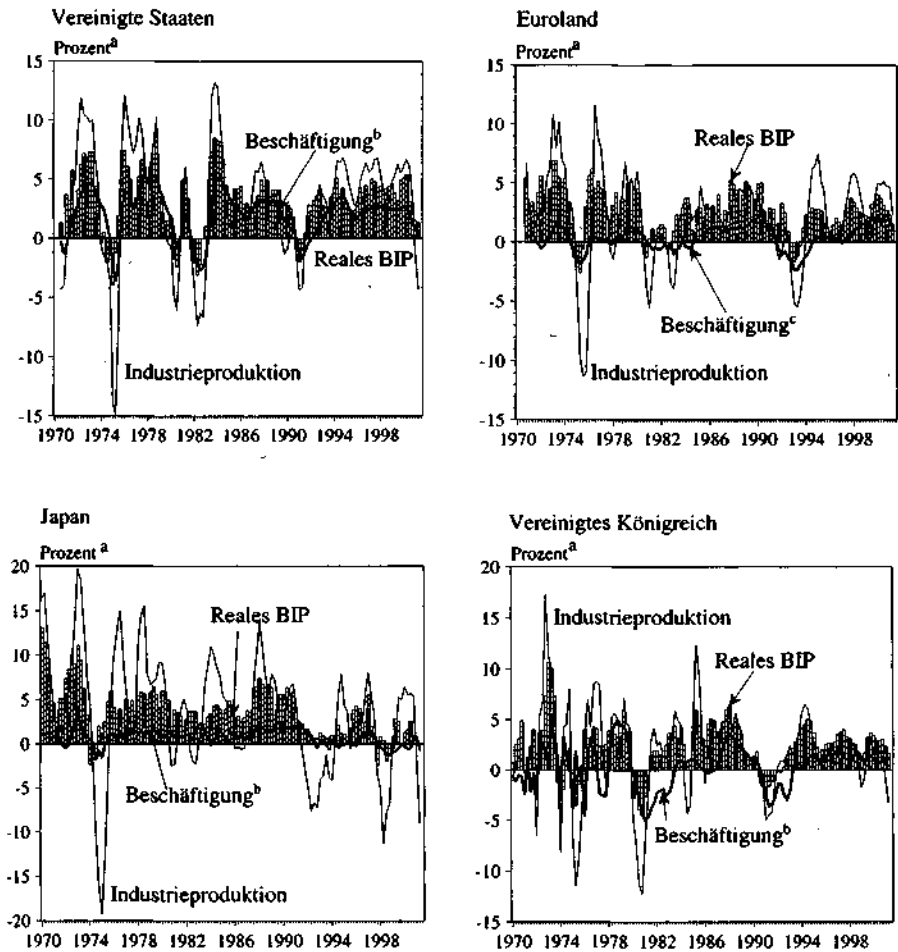 Vereinigte Staaten
Prozent^a
15
10
5
0
-5
-10
-15
Beschäftigung^b
Reales BIP
Industrieproduktion
1970 1974 1978 1982 1986 1990 1994 1998
Euroland
Prozent^a
15
10
5
0
-5
-10
-15
Reales BIP
Beschäftigung^c
Industrieproduktion
1970 1974 1978 1982 1986 1990 1994 1998
Japan
Prozent ^a
20
15
10
5
0
-5
-10
-15
-20
Reales BIP
Beschäftigung^b
Industrieproduktion
1970 1974 1978 1982 1986 1990 1994 1998
Vereinigtes Königreich
Prozent^a
20
15
10
5
0
-5
-10
-15
Industrieproduktion
Reales BIP
Beschäftigung^b
1970 1974 1978 1982 1986 1990 1994 1998